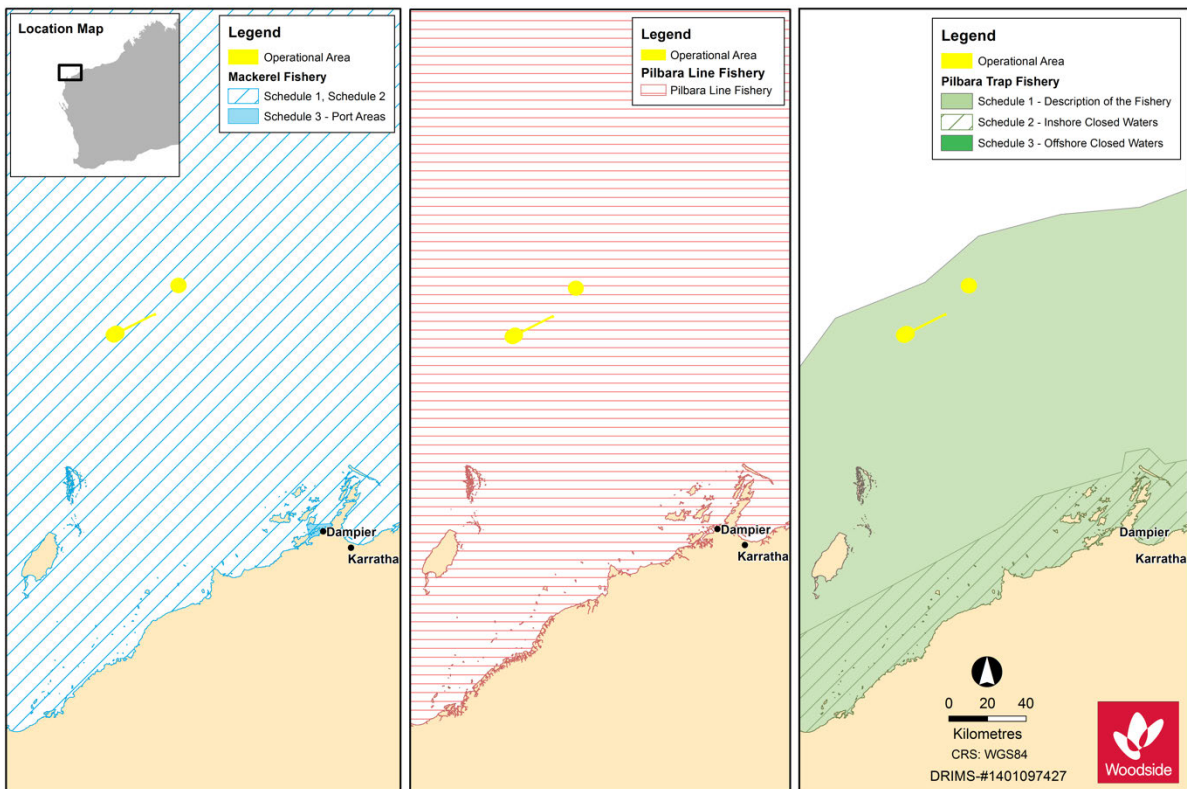 Location Map
Legend
Operational Area
Mackerel Fishery
Schedule 1, Schedule 2
Schedule 3 - Port Areas
Dampier
Karratha
Legend
Operational Area
Pilbara Line Fishery
Pilbara Line Fishery
Dampier
Karratha
Legend
Operational Area
Pilbara Trap Fishery
Schedule 1 - Description of the Fishery
Schedule 2 - Inshore Closed Waters
Schedule 3 - Offshore Closed Waters
Dampier
Karratha
0 20 40
Kilometres
CRS: WGS84
DRIMS-#1401097427
Woodside